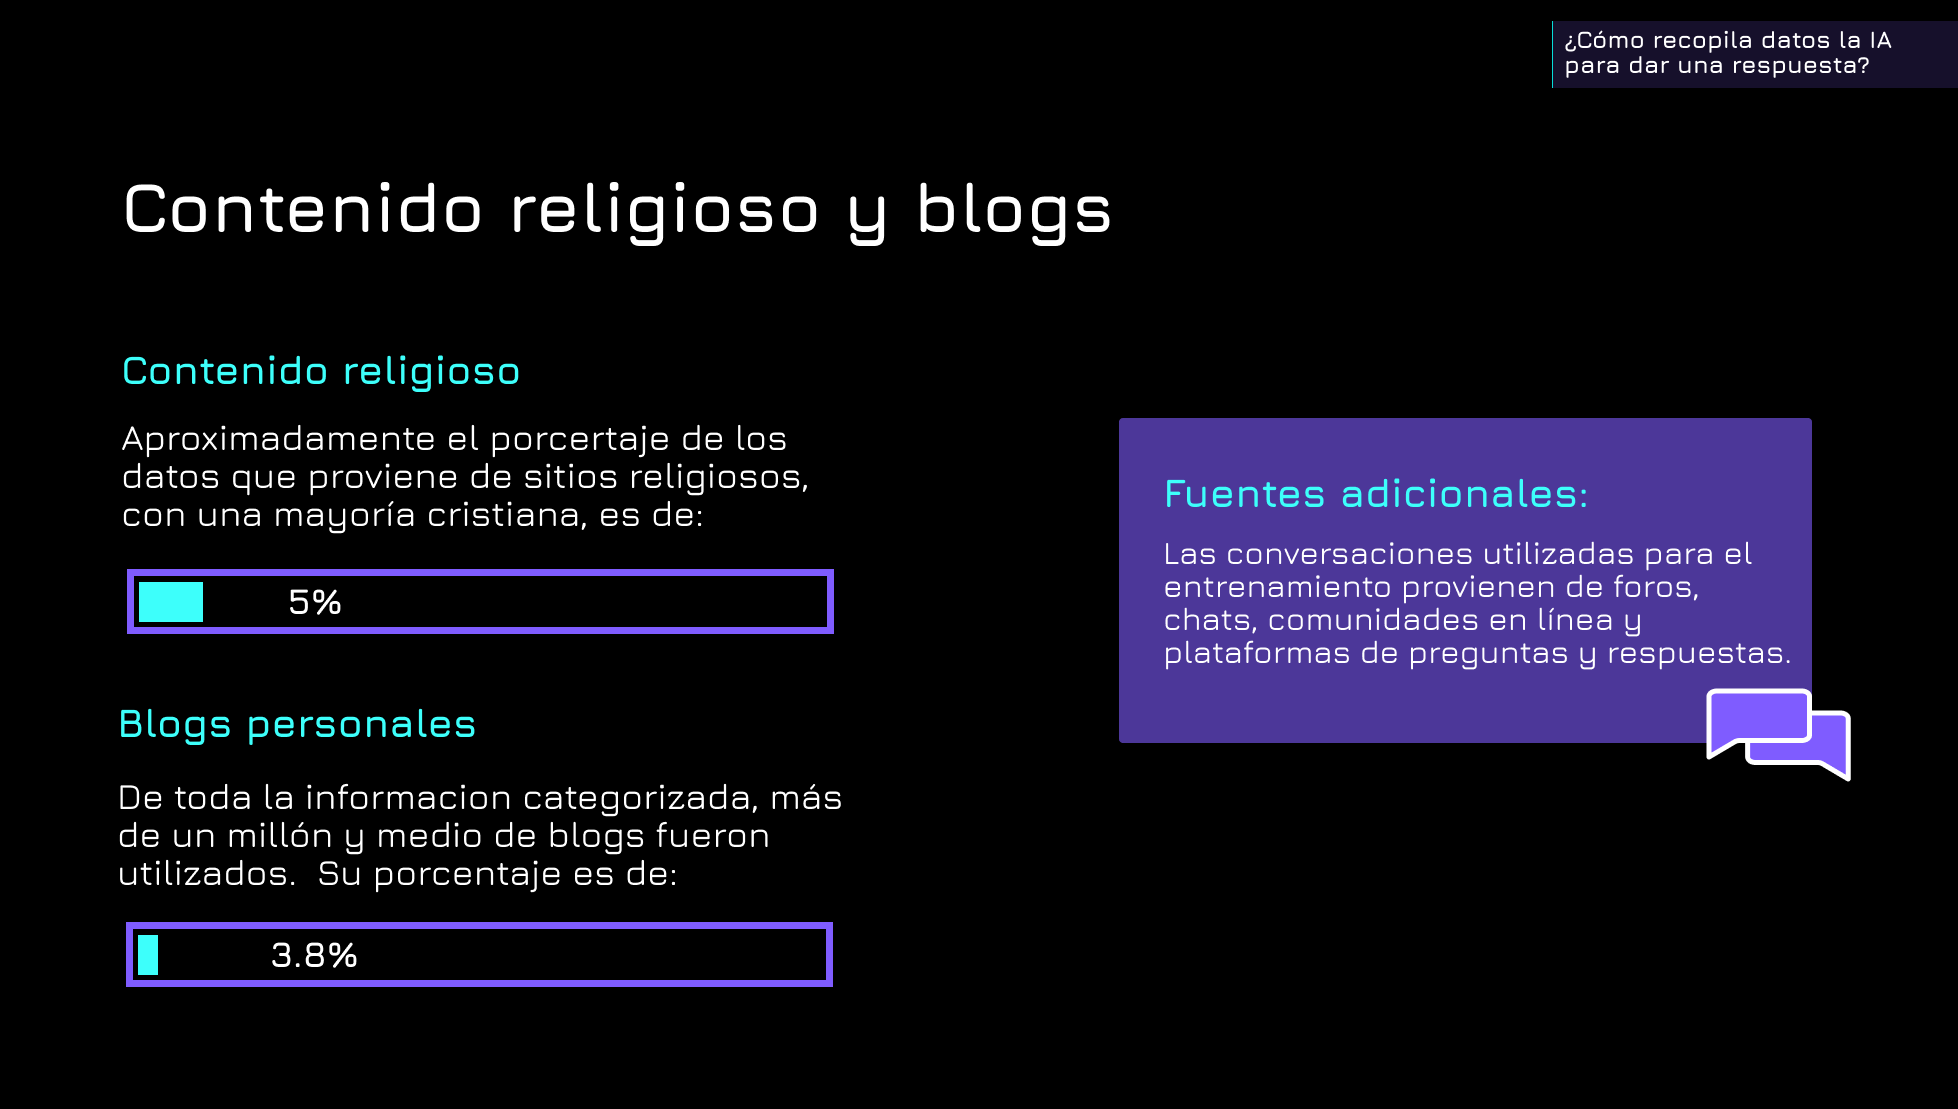 ¿Cómo recopila datos la IA
para dar una respuesta?
Contenido religioso y blogs
Contenido religioso
Aproximadamente el porcertaje de los
datos que proviene de sitios religiosos,
con una mayoría cristiana, es de:
5%
Blogs personales
De toda la informacion categorizada, más
de un millón y medio de blogs fueron
utilizados.  Su porcentaje es de:
3.8%
Fuentes adicionales:
Las conversaciones utilizadas para el
entrenamiento provienen de foros,
chats, comunidades en línea y
plataformas de preguntas y respuestas.